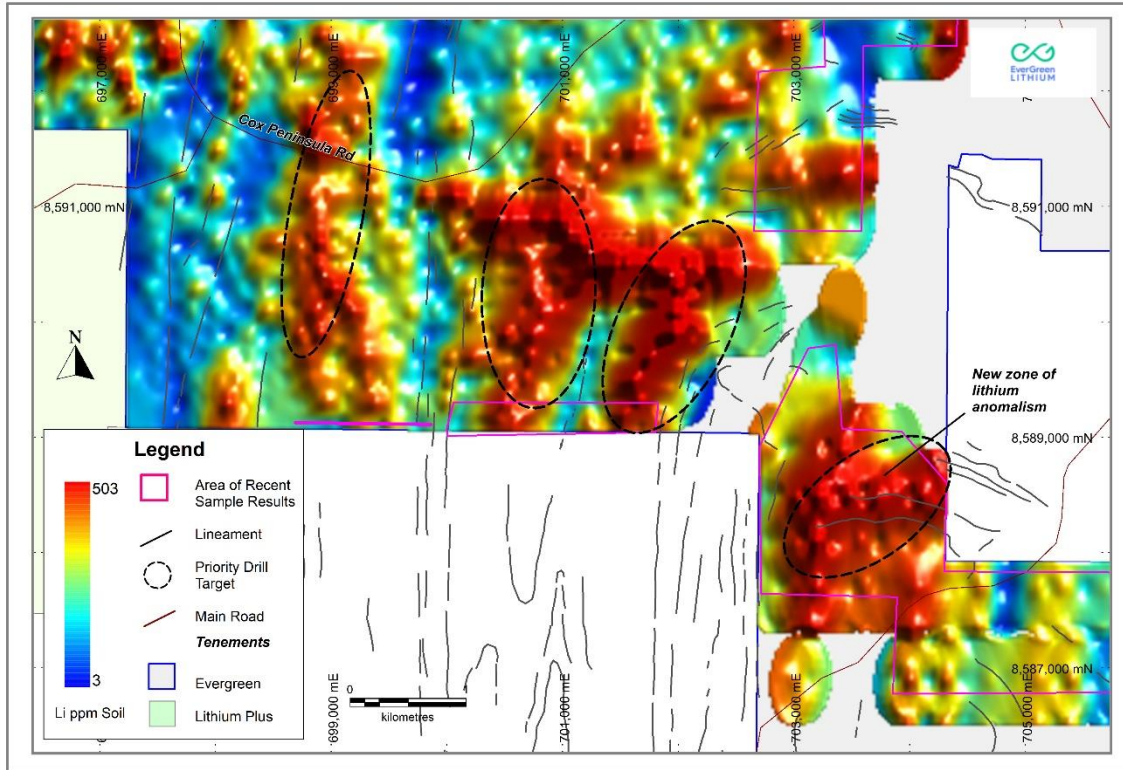 697,000 mE
699,000 mE
701,000 mE
703,000 mE
EverGreen
LITHIUM
Cox Peninsula Rd
8,591,000 mN
8,591,000 mN
N
New zone of
lithium
anomalism
8,589,000 mN
Legend
503
3
Li ppm Soil
Area of Recent
Sample Results
Lineament
Priority Drill
Target
Main Road
Tenements
Evergreen
Lithium Plus
0
kilometres
8,587,000 mN
699,000 mE
701,000 mE
703,000 mE
705,000 mE